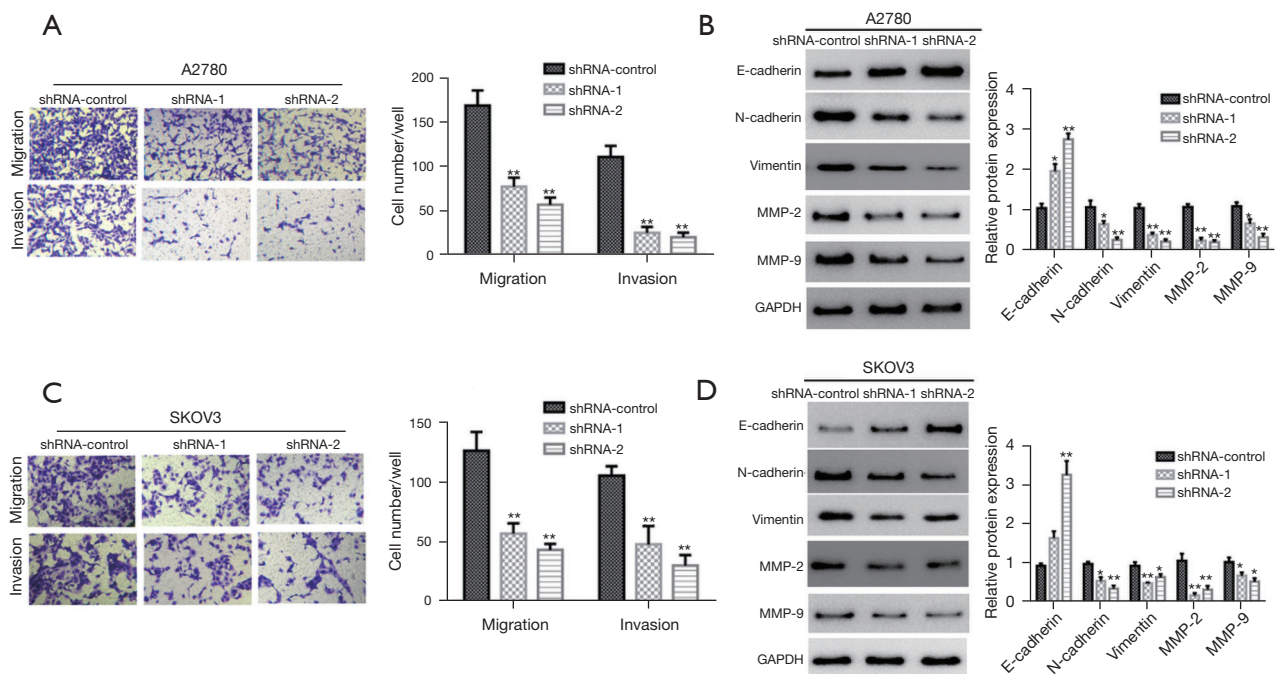 A
A2780
shRNA-control shRNA-1 shRNA-2
Migration
Invasion
Cell number/well
200
150
100
50
0
shRNA-control
shRNA-1
shRNA-2
** ** ** **
Migration Invasion
B
A2780
shRNA-control shRNA-1 shRNA-2
E-cadherin
N-cadherin
Vimentin
MMP-2
MMP-9
GAPDH
Relative protein expression
4
3
2
1
0
shRNA-control
shRNA-1
shRNA-2
* ** * ** ** ** ** ** * **
E-cadherin N-cadherin Vimentin MMP-2 MMP-9
C
SKOV3
shRNA-control shRNA-1 shRNA-2
Migration
Invasion
Cell number/well
150
100
50
0
shRNA-control
shRNA-1
shRNA-2
** ** ** **
Migration Invasion
D
SKOV3
shRNA-control shRNA-1 shRNA-2
E-cadherin
N-cadherin
Vimentin
MMP-2
MMP-9
GAPDH
Relative protein expression
4
3
2
1
0
shRNA-control
shRNA-1
shRNA-2
** * ** ** * ** ** * *
E-cadherin N-cadherin Vimentin MMP-2 MMP-9